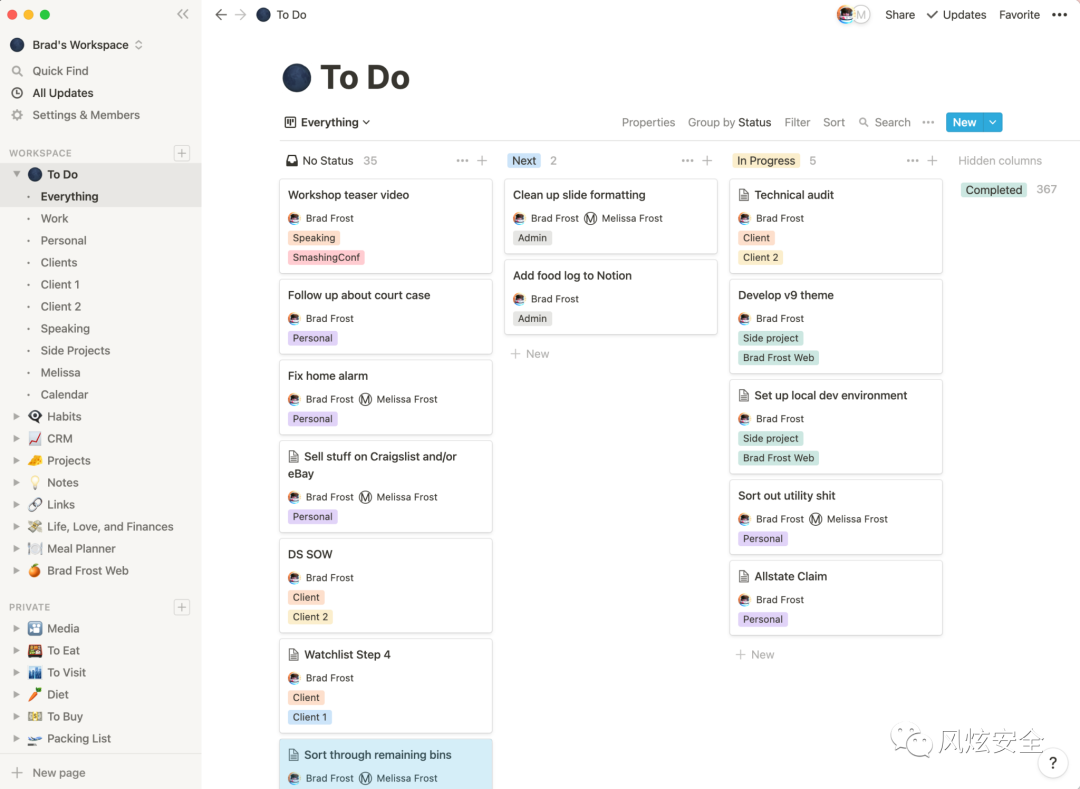 To Do
M
Share
Updates
Favorite
Brad's Workspace
Quick Find
All Updates
Settings & Members
WORKSPACE
To Do
Everything
Work
Personal
Clients
Client 1
Client 2
Speaking
Side Projects
Melissa
Calendar
Habits
CRM
Projects
Notes
Links
Life, Love, and Finances
Meal Planner
Brad Frost Web
PRIVATE
Media
To Eat
To Visit
Diet
To Buy
Packing List
New page
To Do
Everything
Properties
Group by Status
Filter
Sort
Search
New
No Status 35
Workshop teaser video
Brad Frost
Speaking
SmashingConf
Follow up about court case
Brad Frost
Personal
Fix home alarm
Brad Frost M Melissa Frost
Personal
Sell stuff on Craigslist and/or
eBay
Brad Frost M Melissa Frost
Personal
DS SOW
Brad Frost
Client
Client 2
Watchlist Step 4
Brad Frost
Client
Client 1
Sort through remaining bins
Brad Frost M Melissa Frost
Next 2
Clean up slide formatting
Brad Frost M Melissa Frost
Admin
Add food log to Notion
Brad Frost
Admin
New
In Progress 5
Technical audit
Brad Frost
Client
Client 2
Develop v9 theme
Brad Frost
Side project
Brad Frost Web
Set up local dev environment
Brad Frost
Side project
Brad Frost Web
Sort out utility shit
Brad Frost M Melissa Frost
Personal
Allstate Claim
Brad Frost
Personal
New
Hidden columns
Completed 367
风炫安全
?